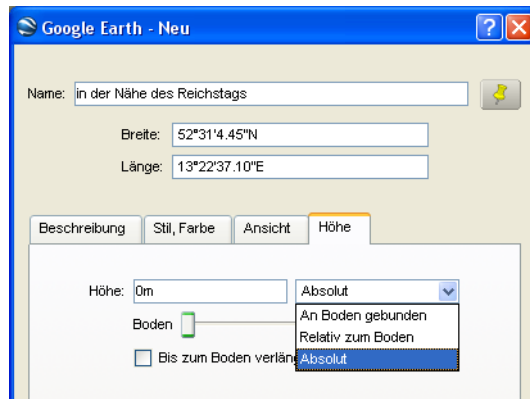 Google Earth - Neu
Name: in der Nähe des Reichstags
Breite: 52°31'4.45"N
Länge: 13°22'37.10"E
Beschreibung Stil, Farbe Ansicht Höhe
Höhe: 0m Absolut
An Boden gebunden
Boden
Relativ zum Boden
Bis zum Boden verlän Absolut